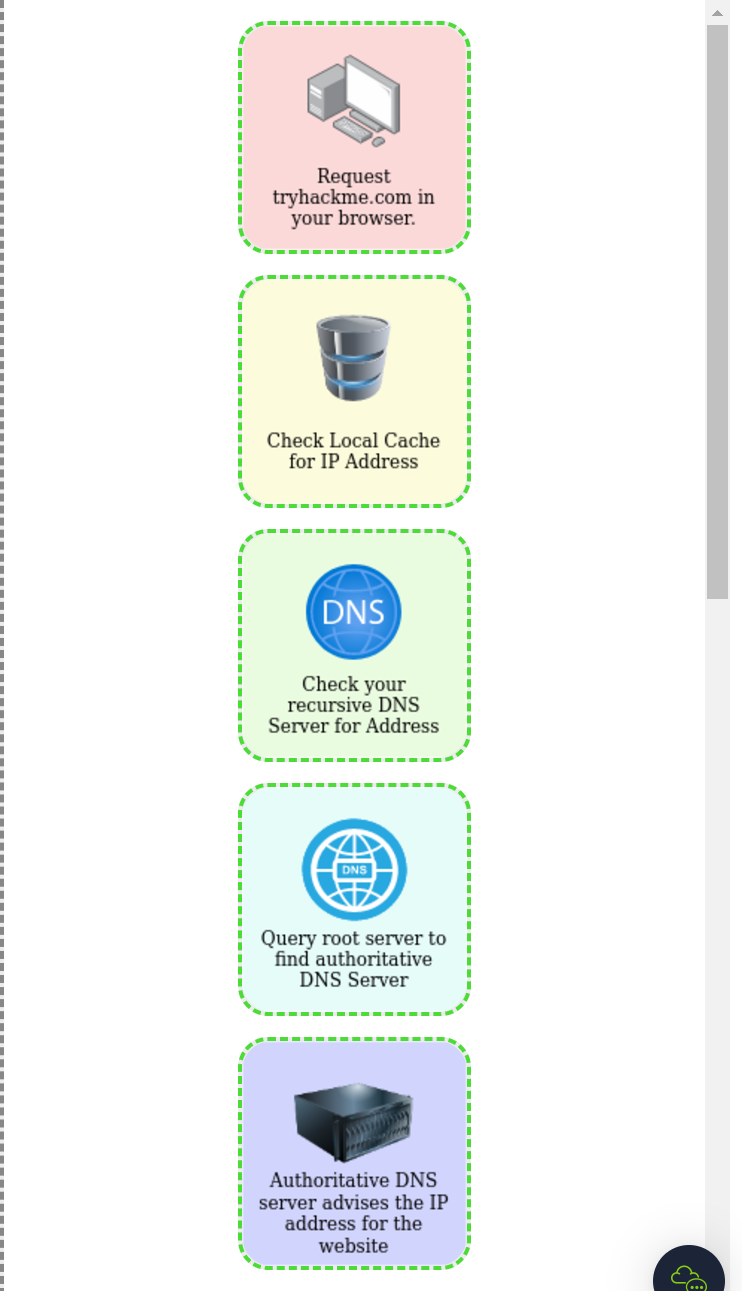 Request
tryhackme.com in
your browser.
Check Local Cache
for IP Address
DNS
Check your
recursive DNS
Server for Address
DNS
Query root server to
find authoritative
DNS Server
Authoritative DNS
server advises the IP
address for the
website